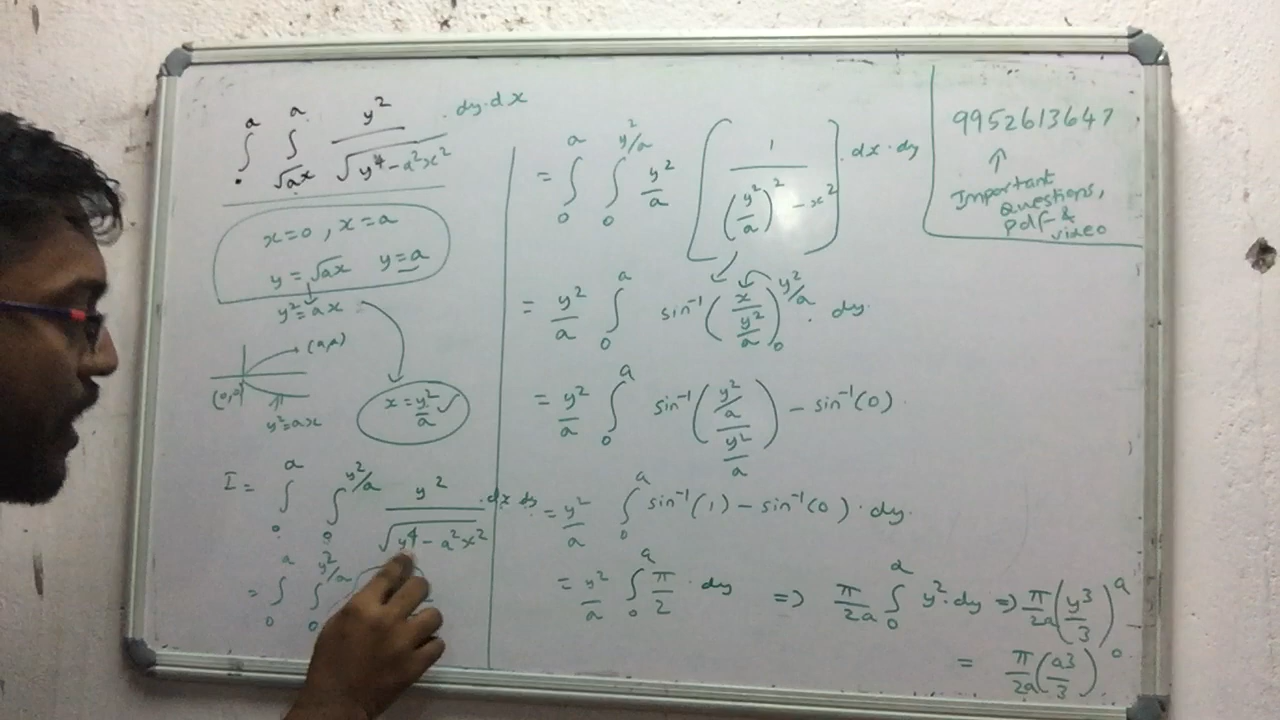 ∫₀ᵃ ∫_√ax ᵃ y²/√(y⁴ − a²x²) · dy·dx
x=0 , x=a
y=√ax y=a
y²=ax
(a,a)
(0,0)
y²=ax
x=y²/a ✓
I = ∫₀ᵃ ∫₀^(y²/a) y²/√(y⁴ − a²x²) · dx dy
= ∫₀ᵃ ∫₀^(y²/a)
= ∫₀ᵃ ∫₀^(y²/a) y²/a [1/((y²/a)² − x²)] · dx·dy
= y²/a ∫₀ᵃ sin⁻¹(x/(y²/a))₀^(y²/a) · dy
= y²/a ∫₀ᵃ sin⁻¹((y²/a)/(y²/a)) − sin⁻¹(0)
= y²/a ∫₀ᵃ sin⁻¹(1) − sin⁻¹(0) · dy
= y²/a ∫₀ᵃ π/2 · dy => π/2a ∫₀ᵃ y²·dy => π/2a (y³/3)₀ᵃ
= π/2a (a3/3)
9952613647
↑
Important
Questions,
pdf &
video